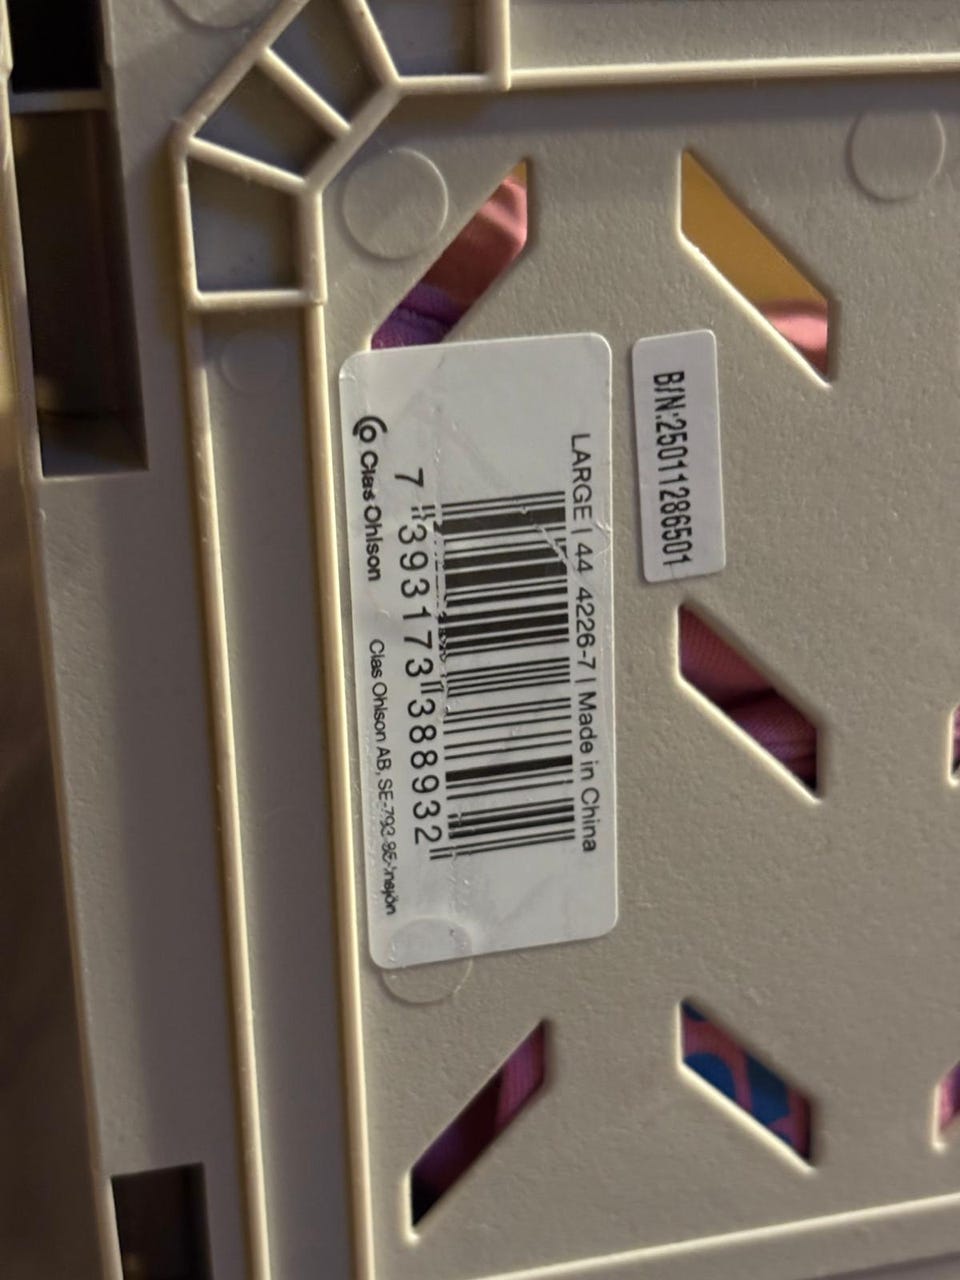 B/N:25011286501
LARGE | 44 4226-7 | Made in China
7 393173 388932
Clas Ohlson
Clas Ohlson AB, SE-793 85 Insjön